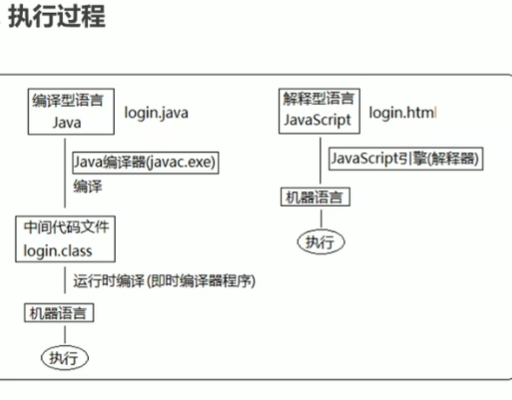 执行过程
编译型语言
Java
login.java
Java编译器(javac.exe)
编译
中间代码文件
login.class
运行时编译(即时编译器程序)
机器语言
执行
解释型语言
JavaScript
login.html
JavaScript引擎(解释器)
机器语言
执行